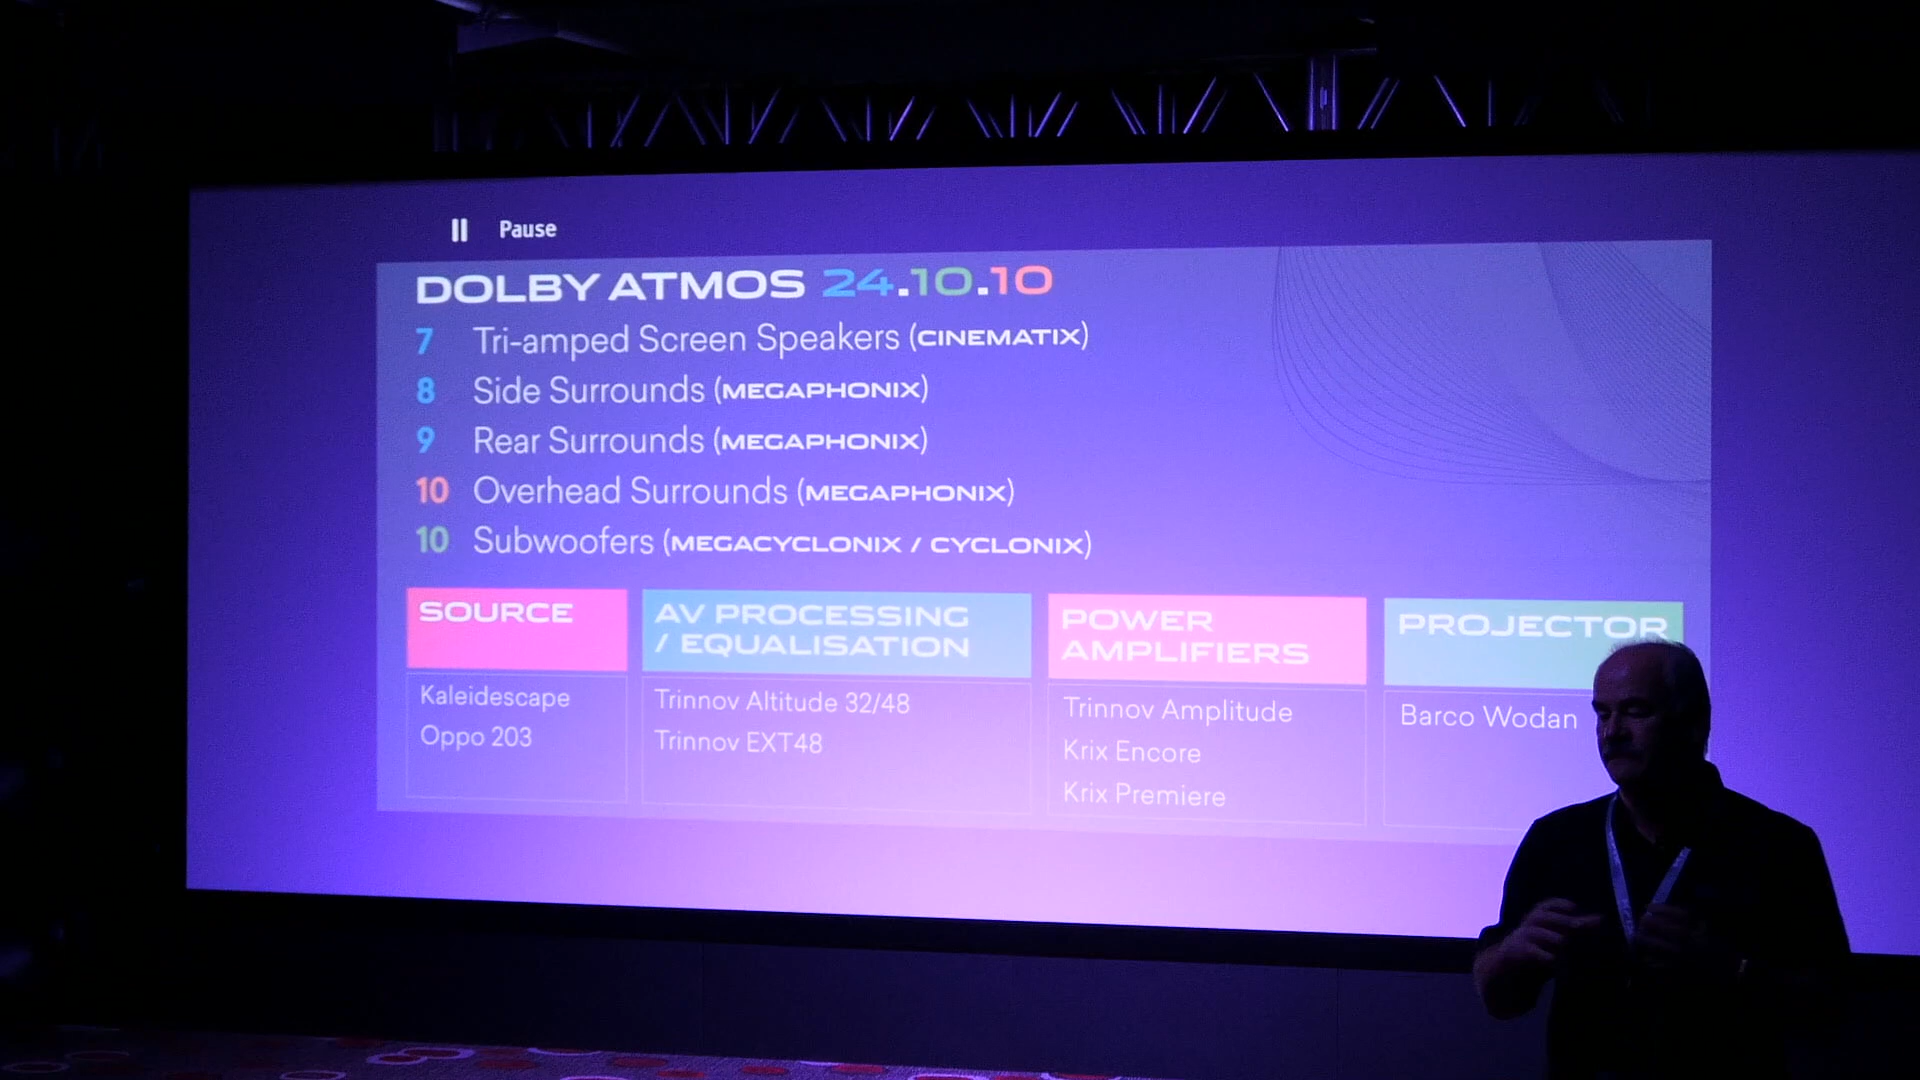 Pause
DOLBY ATMOS 24.10.10
7 Tri-amped Screen Speakers (CINEMATIX)
8 Side Surrounds (MEGAPHONIX)
9 Rear Surrounds (MEGAPHONIX)
10 Overhead Surrounds (MEGAPHONIX)
10 Subwoofers (MEGACYCLONIX / CYCLONIX)
SOURCE
Kaleidescape
Oppo 203
AV PROCESSING
/ EQUALISATION
Trinnov Altitude 32/48
Trinnov EXT48
POWER
AMPLIFIERS
Trinnov Amplitude
Krix Encore
Krix Premiere
PROJECTOR
Barco Wodan